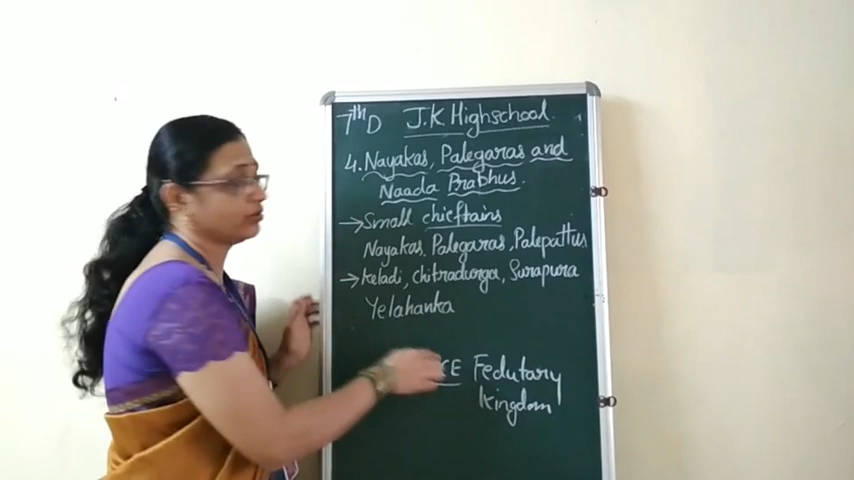 7th D J.K. Highschool
4. Nayakas, Palegaras and
Naada Prabhus.
→ Small chieftains
Nayakas, Palegaras, Palepattus
→ Keladi, Chitradurga, Surapura
Yelahanka
CE Fedutary
kingdom